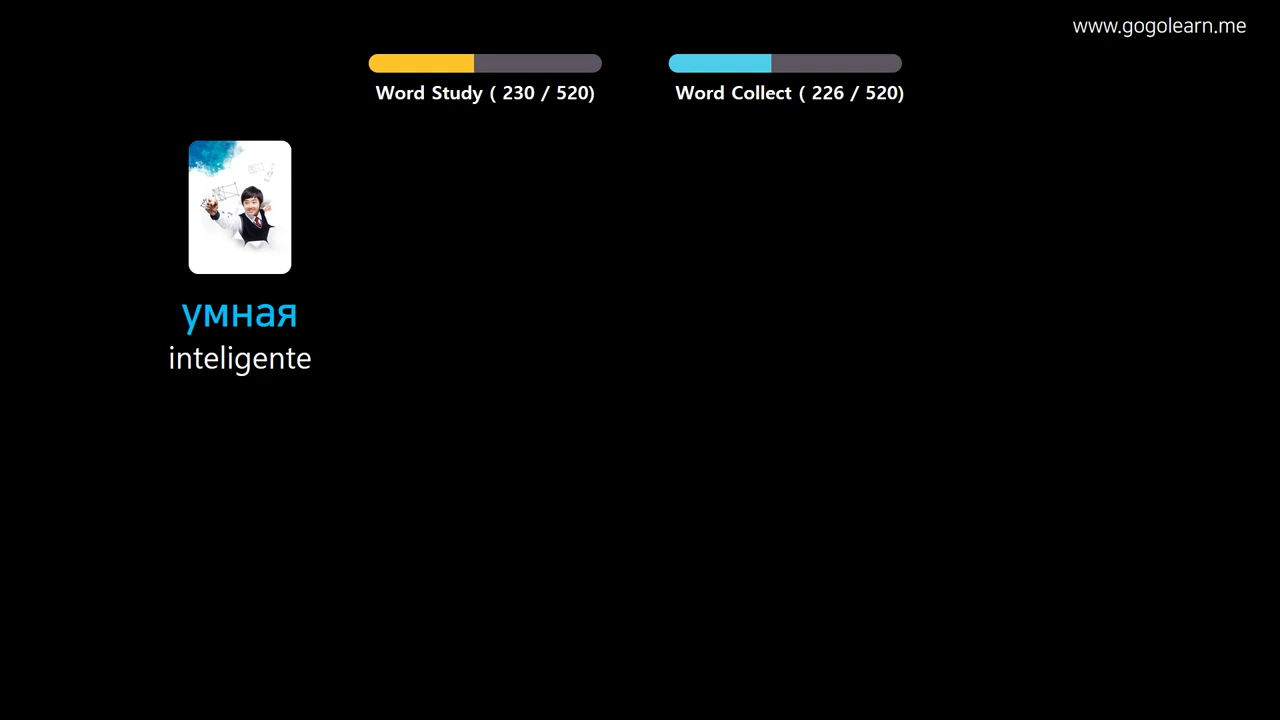 www.gogolearn.me
Word Study ( 230 / 520)
Word Collect ( 226 / 520)
умная
inteligente